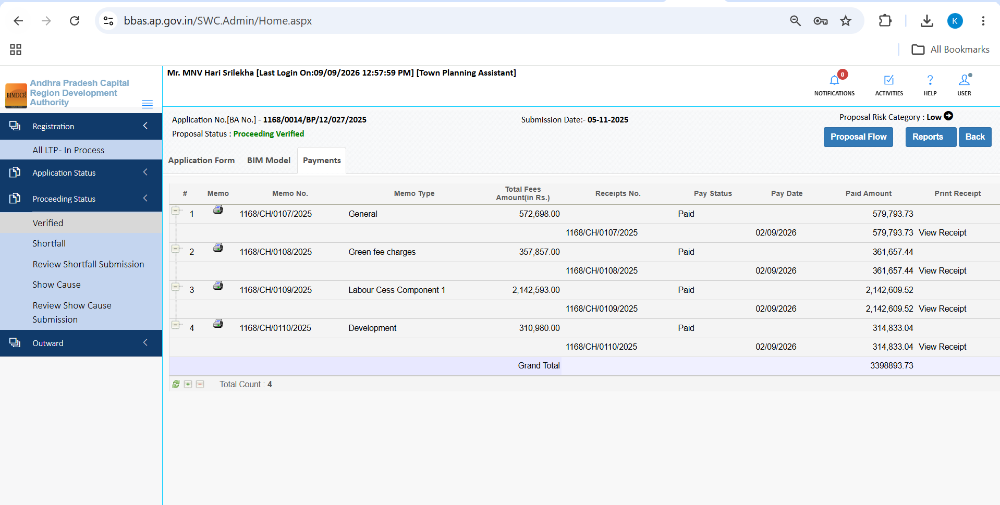 bbas.ap.gov.in/SWC.Admin/Home.aspx
K
All Bookmarks
BIMDCR
Andhra Pradesh Capital
Region Development
Authority
Mr. MNV Hari Srilekha [Last Login On:09/09/2026 12:57:59 PM] [Town Planning Assistant]
0
NOTIFICATIONS ACTIVITIES HELP USER
Registration
All LTP- In Process
Application Status
Proceeding Status
Verified
Shortfall
Review Shortfall Submission
Show Cause
Review Show Cause
Submission
Outward
Application No.[BA No.] - 1168/0014/BP/12/027/2025 Submission Date:- 05-11-2025 Proposal Risk Category : Low
Proposal Status : Proceeding Verified
Proposal Flow Reports Back
Application Form BIM Model Payments
# Memo Memo No. Memo Type Total Fees Amount(in Rs.) Receipts No. Pay Status Pay Date Paid Amount Print Receipt
1 1168/CH/0107/2025 General 572,698.00 Paid 579,793.73
1168/CH/0107/2025 02/09/2026 579,793.73 View Receipt
2 1168/CH/0108/2025 Green fee charges 357,857.00 Paid 361,657.44
1168/CH/0108/2025 02/09/2026 361,657.44 View Receipt
3 1168/CH/0109/2025 Labour Cess Component 1 2,142,593.00 Paid 2,142,609.52
1168/CH/0109/2025 02/09/2026 2,142,609.52 View Receipt
4 1168/CH/0110/2025 Development 310,980.00 Paid 314,833.04
1168/CH/0110/2025 02/09/2026 314,833.04 View Receipt
Grand Total 3398893.73
Total Count : 4